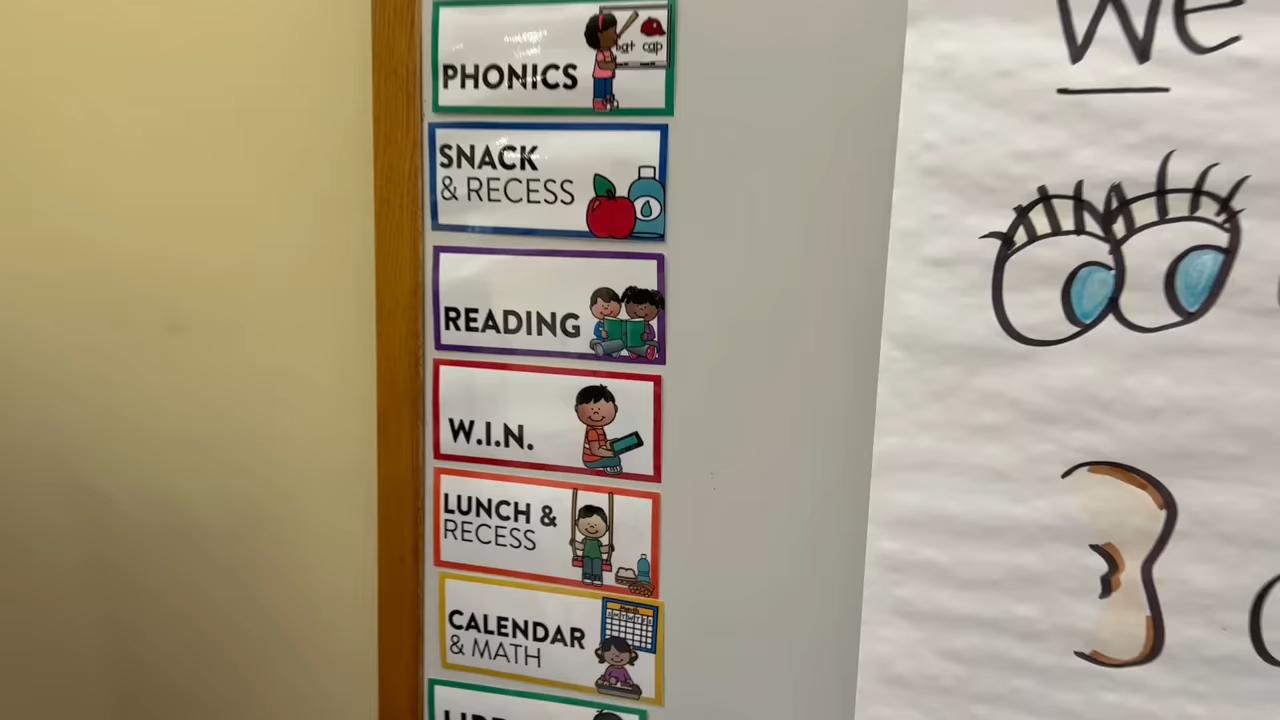 PHONICS
bat cap
SNACK
& RECESS
READING
W.I.N.
LUNCH &
RECESS
CALENDAR
& MATH
We